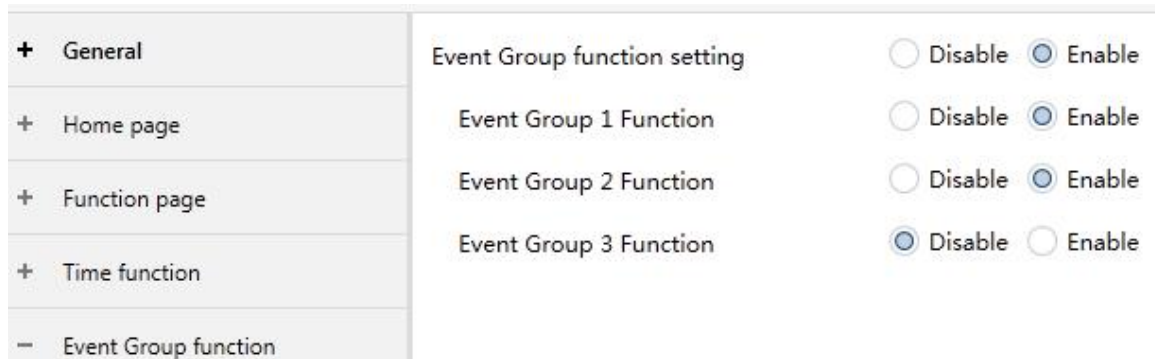 + General
+ Home page
+ Function page
+ Time function
− Event Group function
Event Group function setting Disable Enable
Event Group 1 Function Disable Enable
Event Group 2 Function Disable Enable
Event Group 3 Function Disable Enable